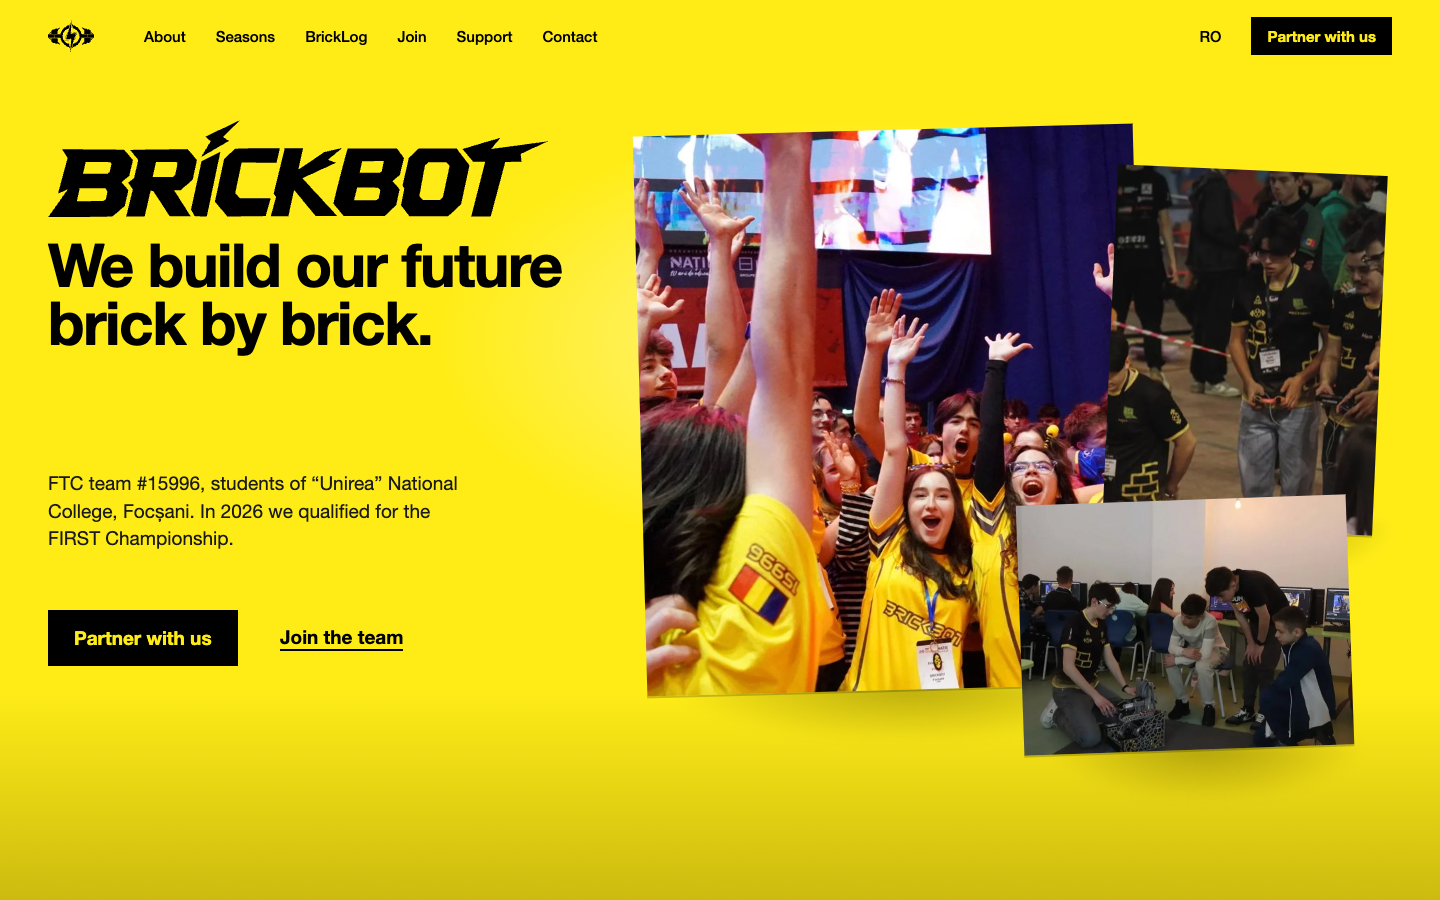 About
Seasons
BrickLog
Join
Support
Contact
RO
Partner with us
BRICKBOT
We build our future
brick by brick.
FTC team #15996, students of “Unirea” National
College, Focșani. In 2026 we qualified for the
FIRST Championship.
Partner with us
Join the team
15996
BRICKBOT